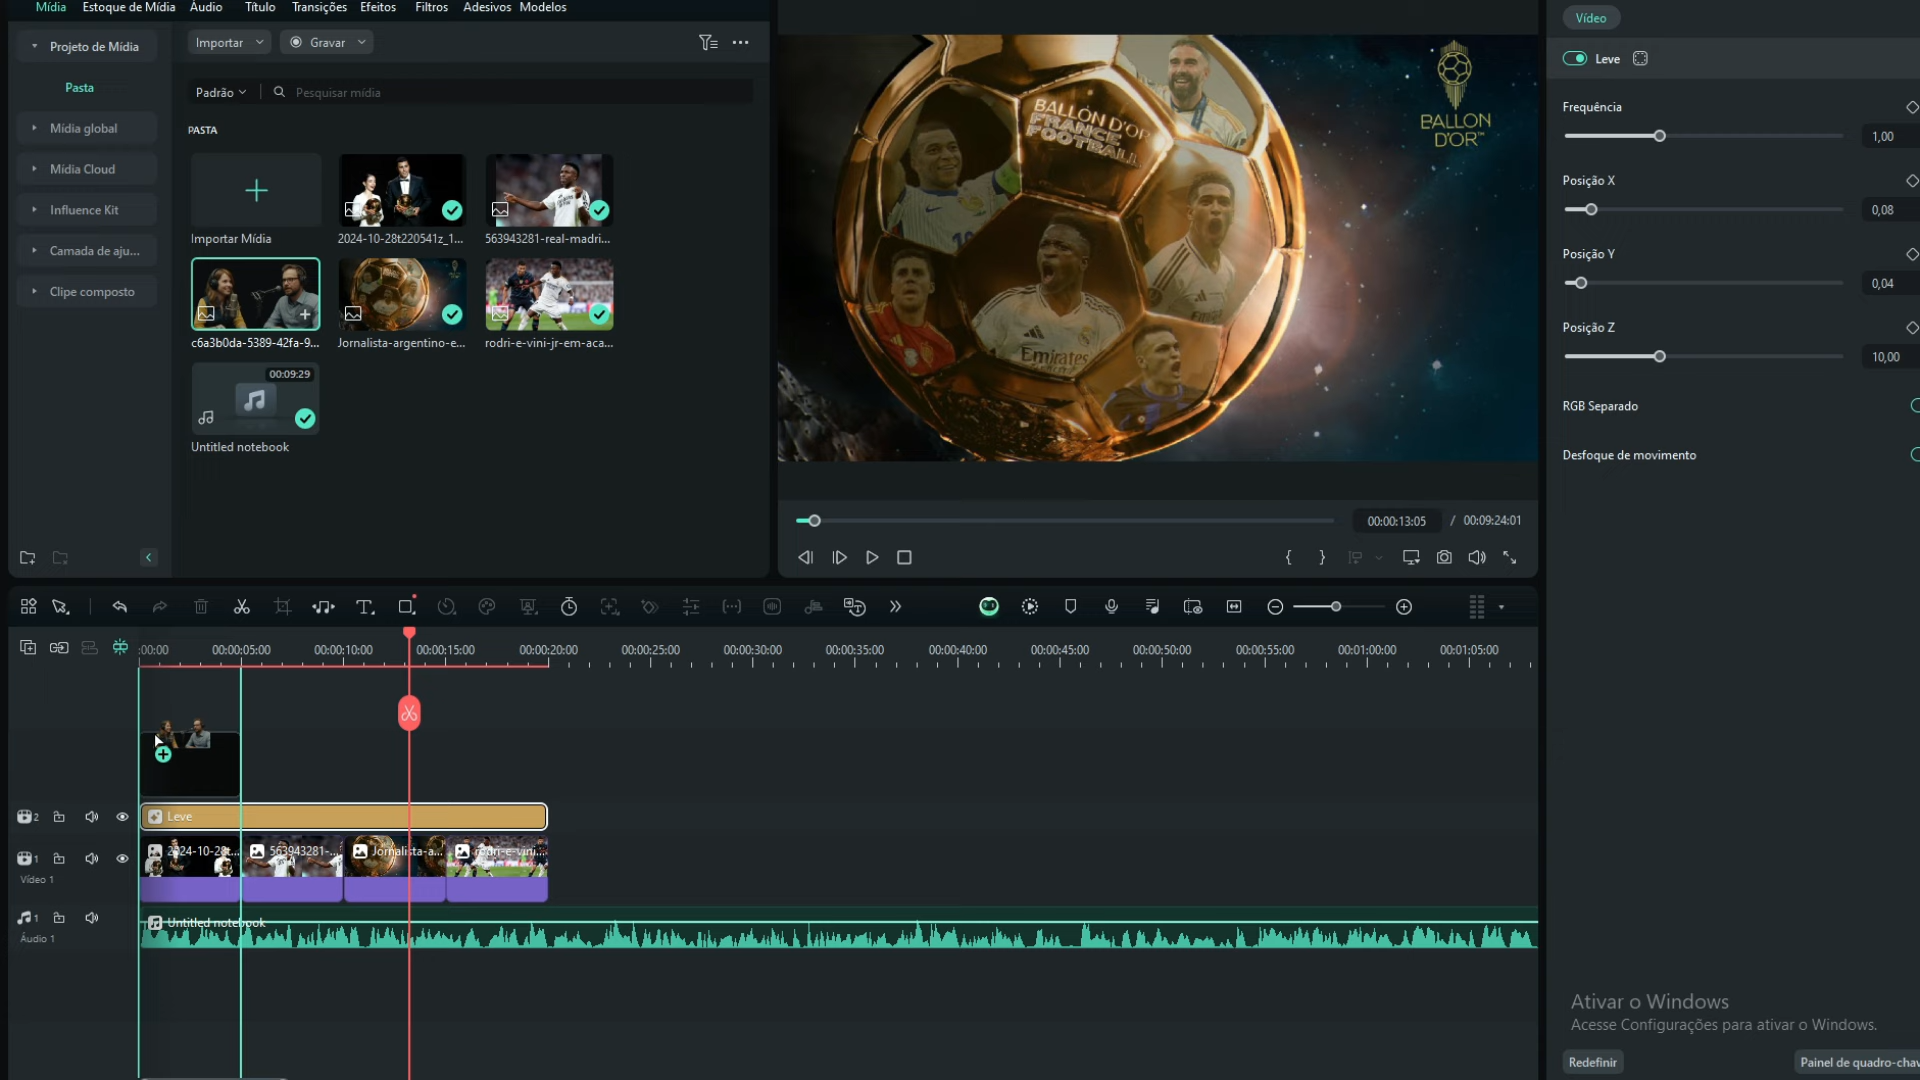 Mídia Estoque de Mídia Áudio Título Transições Efeitos Filtros Adesivos Modelos
Projeto de Mídia
Pasta
Mídia global
Mídia Cloud
Influence Kit
Camada de aju...
Clipe composto
Importar Gravar
Padrão Pesquisar mídia
PASTA
Importar Mídia
2024-10-28t220541z_1...
563943281-real-madri...
c6a3b0da-5389-42fa-9...
Jornalista-argentino-e...
rodri-e-vini-jr-em-aca...
00:09:29
Untitled notebook
BALLON D'OR
FRANCE
FOOTBALL
Emirates
BALLON
D'OR™
00:00:13:05 / 00:09:24:01
Vídeo
Leve
Frequência
1,00
Posição X
0,08
Posição Y
0,04
Posição Z
10,00
RGB Separado
Desfoque de movimento
:00:00 00:00:05:00 00:00:10:00 00:00:15:00 00:00:20:00 00:00:25:00 00:00:30:00 00:00:35:00 00:00:40:00 00:00:45:00 00:00:50:00 00:00:55:00 00:01:00:00 00:01:05:00
2
Leve
1
Vídeo 1
2024-10-28t... 563943281-... Jornalista-a... rodri-e-vini...
1
Áudio 1
Untitled notebook
Ativar o Windows
Acesse Configurações para ativar o Windows.
Redefinir
Painel de quadro-chav